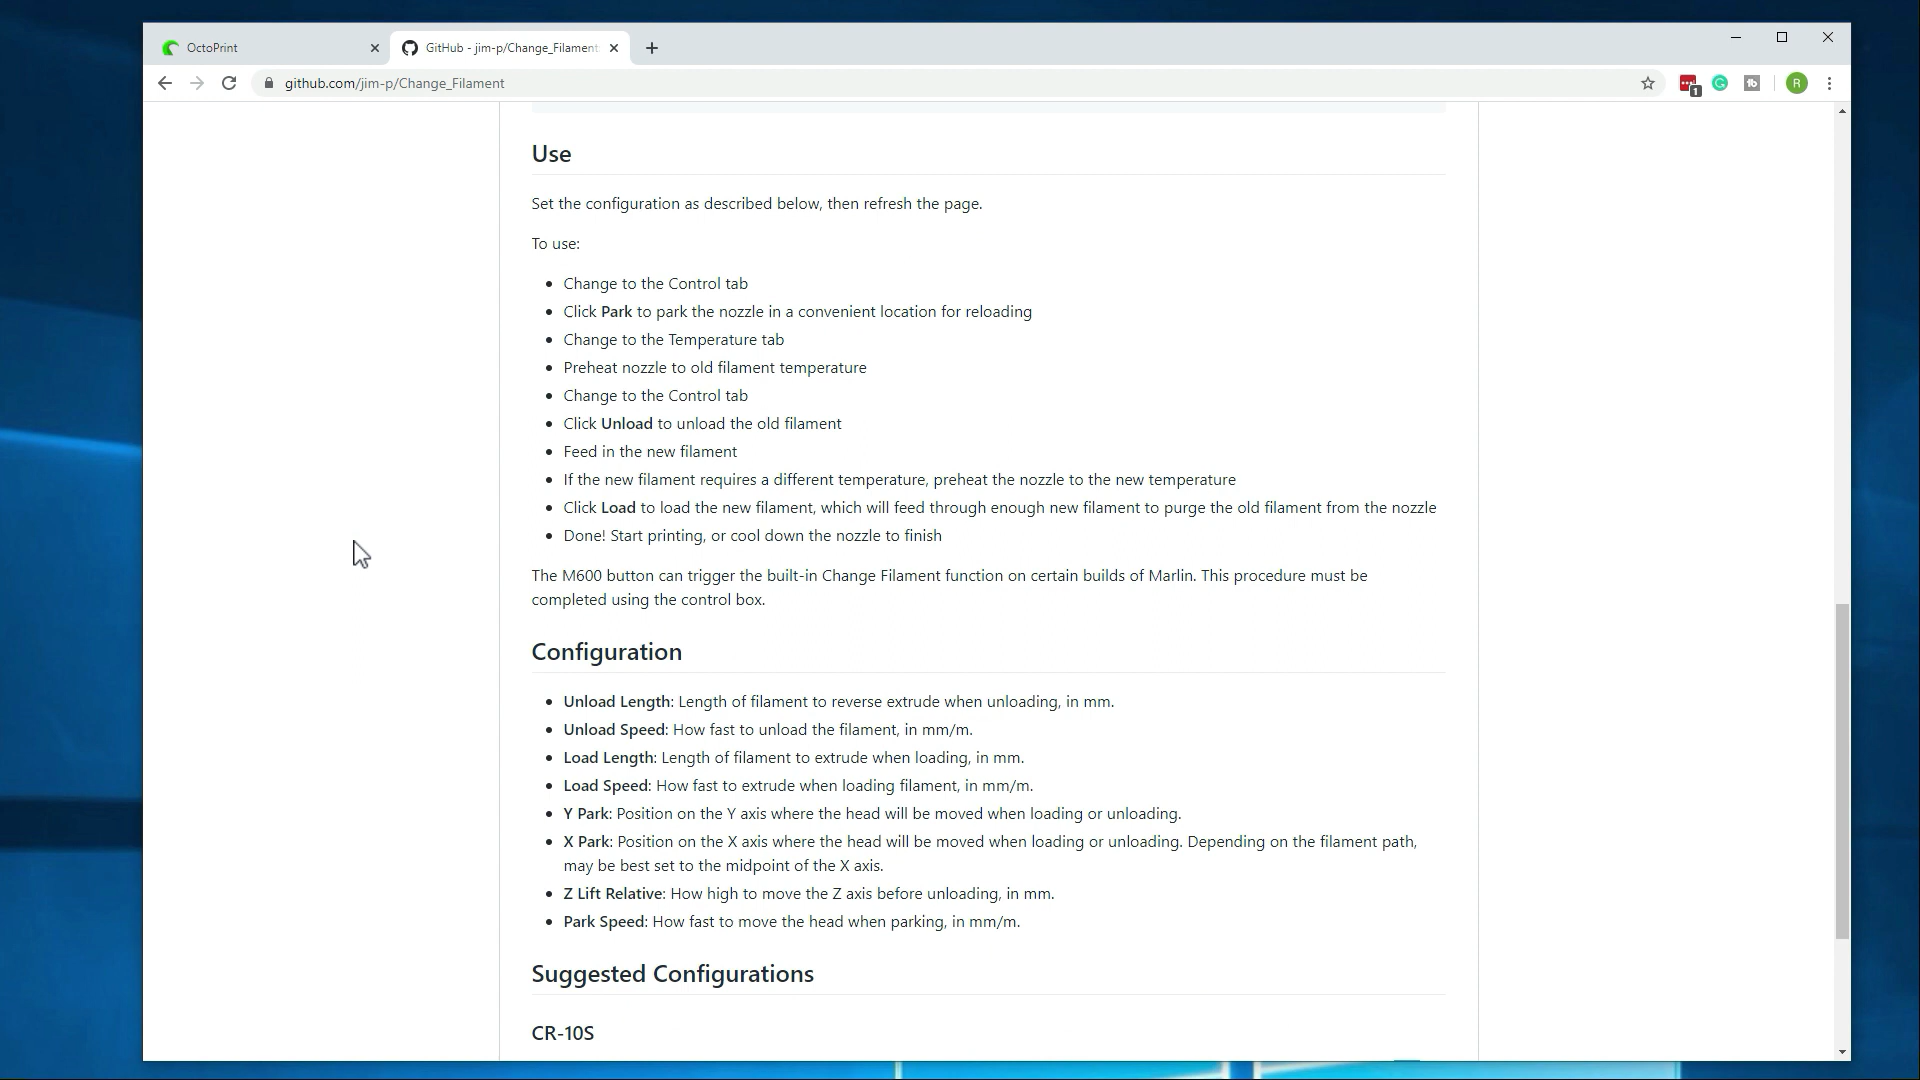 OctoPrint
GitHub - jim-p/Change_Filament
github.com/jim-p/Change_Filament
1
R
Use
Set the configuration as described below, then refresh the page.
To use:
Change to the Control tab
Click Park to park the nozzle in a convenient location for reloading
Change to the Temperature tab
Preheat nozzle to old filament temperature
Change to the Control tab
Click Unload to unload the old filament
Feed in the new filament
If the new filament requires a different temperature, preheat the nozzle to the new temperature
Click Load to load the new filament, which will feed through enough new filament to purge the old filament from the nozzle
Done! Start printing, or cool down the nozzle to finish
The M600 button can trigger the built-in Change Filament function on certain builds of Marlin. This procedure must be
completed using the control box.
Configuration
Unload Length: Length of filament to reverse extrude when unloading, in mm.
Unload Speed: How fast to unload the filament, in mm/m.
Load Length: Length of filament to extrude when loading, in mm.
Load Speed: How fast to extrude when loading filament, in mm/m.
Y Park: Position on the Y axis where the head will be moved when loading or unloading.
X Park: Position on the X axis where the head will be moved when loading or unloading. Depending on the filament path,
may be best set to the midpoint of the X axis.
Z Lift Relative: How high to move the Z axis before unloading, in mm.
Park Speed: How fast to move the head when parking, in mm/m.
Suggested Configurations
CR-10S